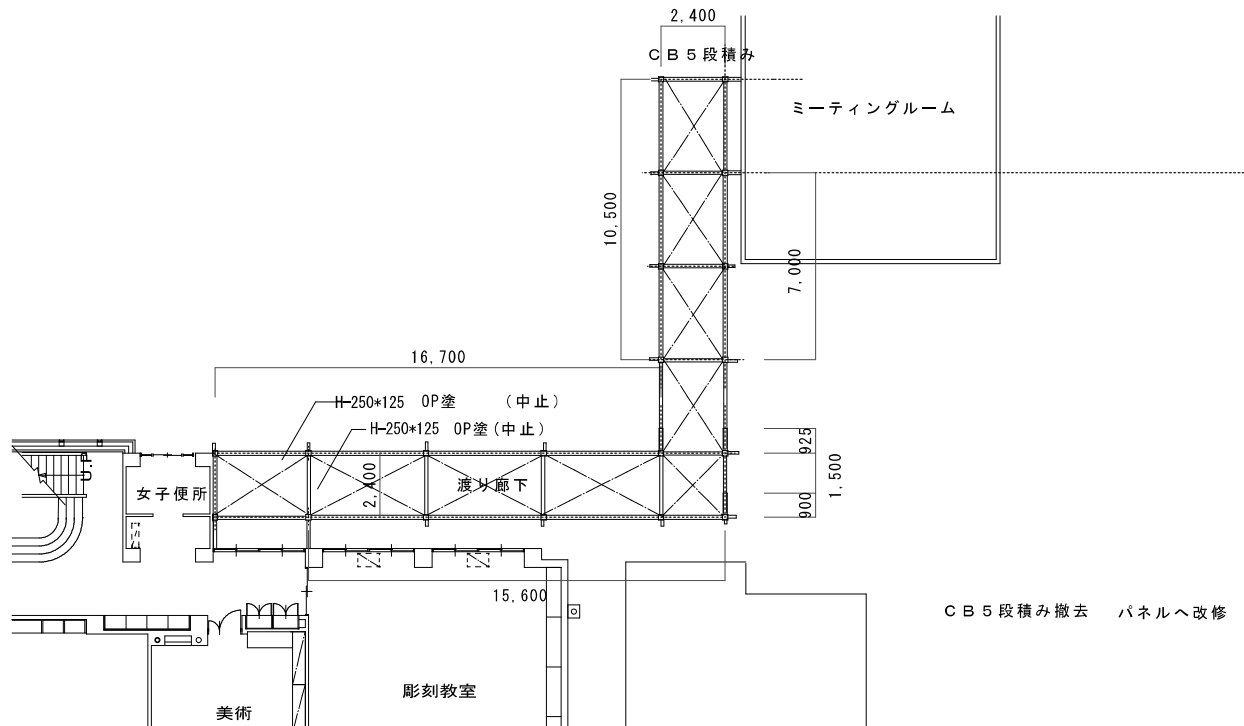 2,400
CB5段積み
ミーティングルーム
10,500
7,000
16,700
H-250*125 OP塗 (中止)
H-250*125 OP塗(中止)
925
1,500
900
女子便所
2,400
渡り廊下
15,600
CB5段積み撤去 パネルへ改修
彫刻教室
美術